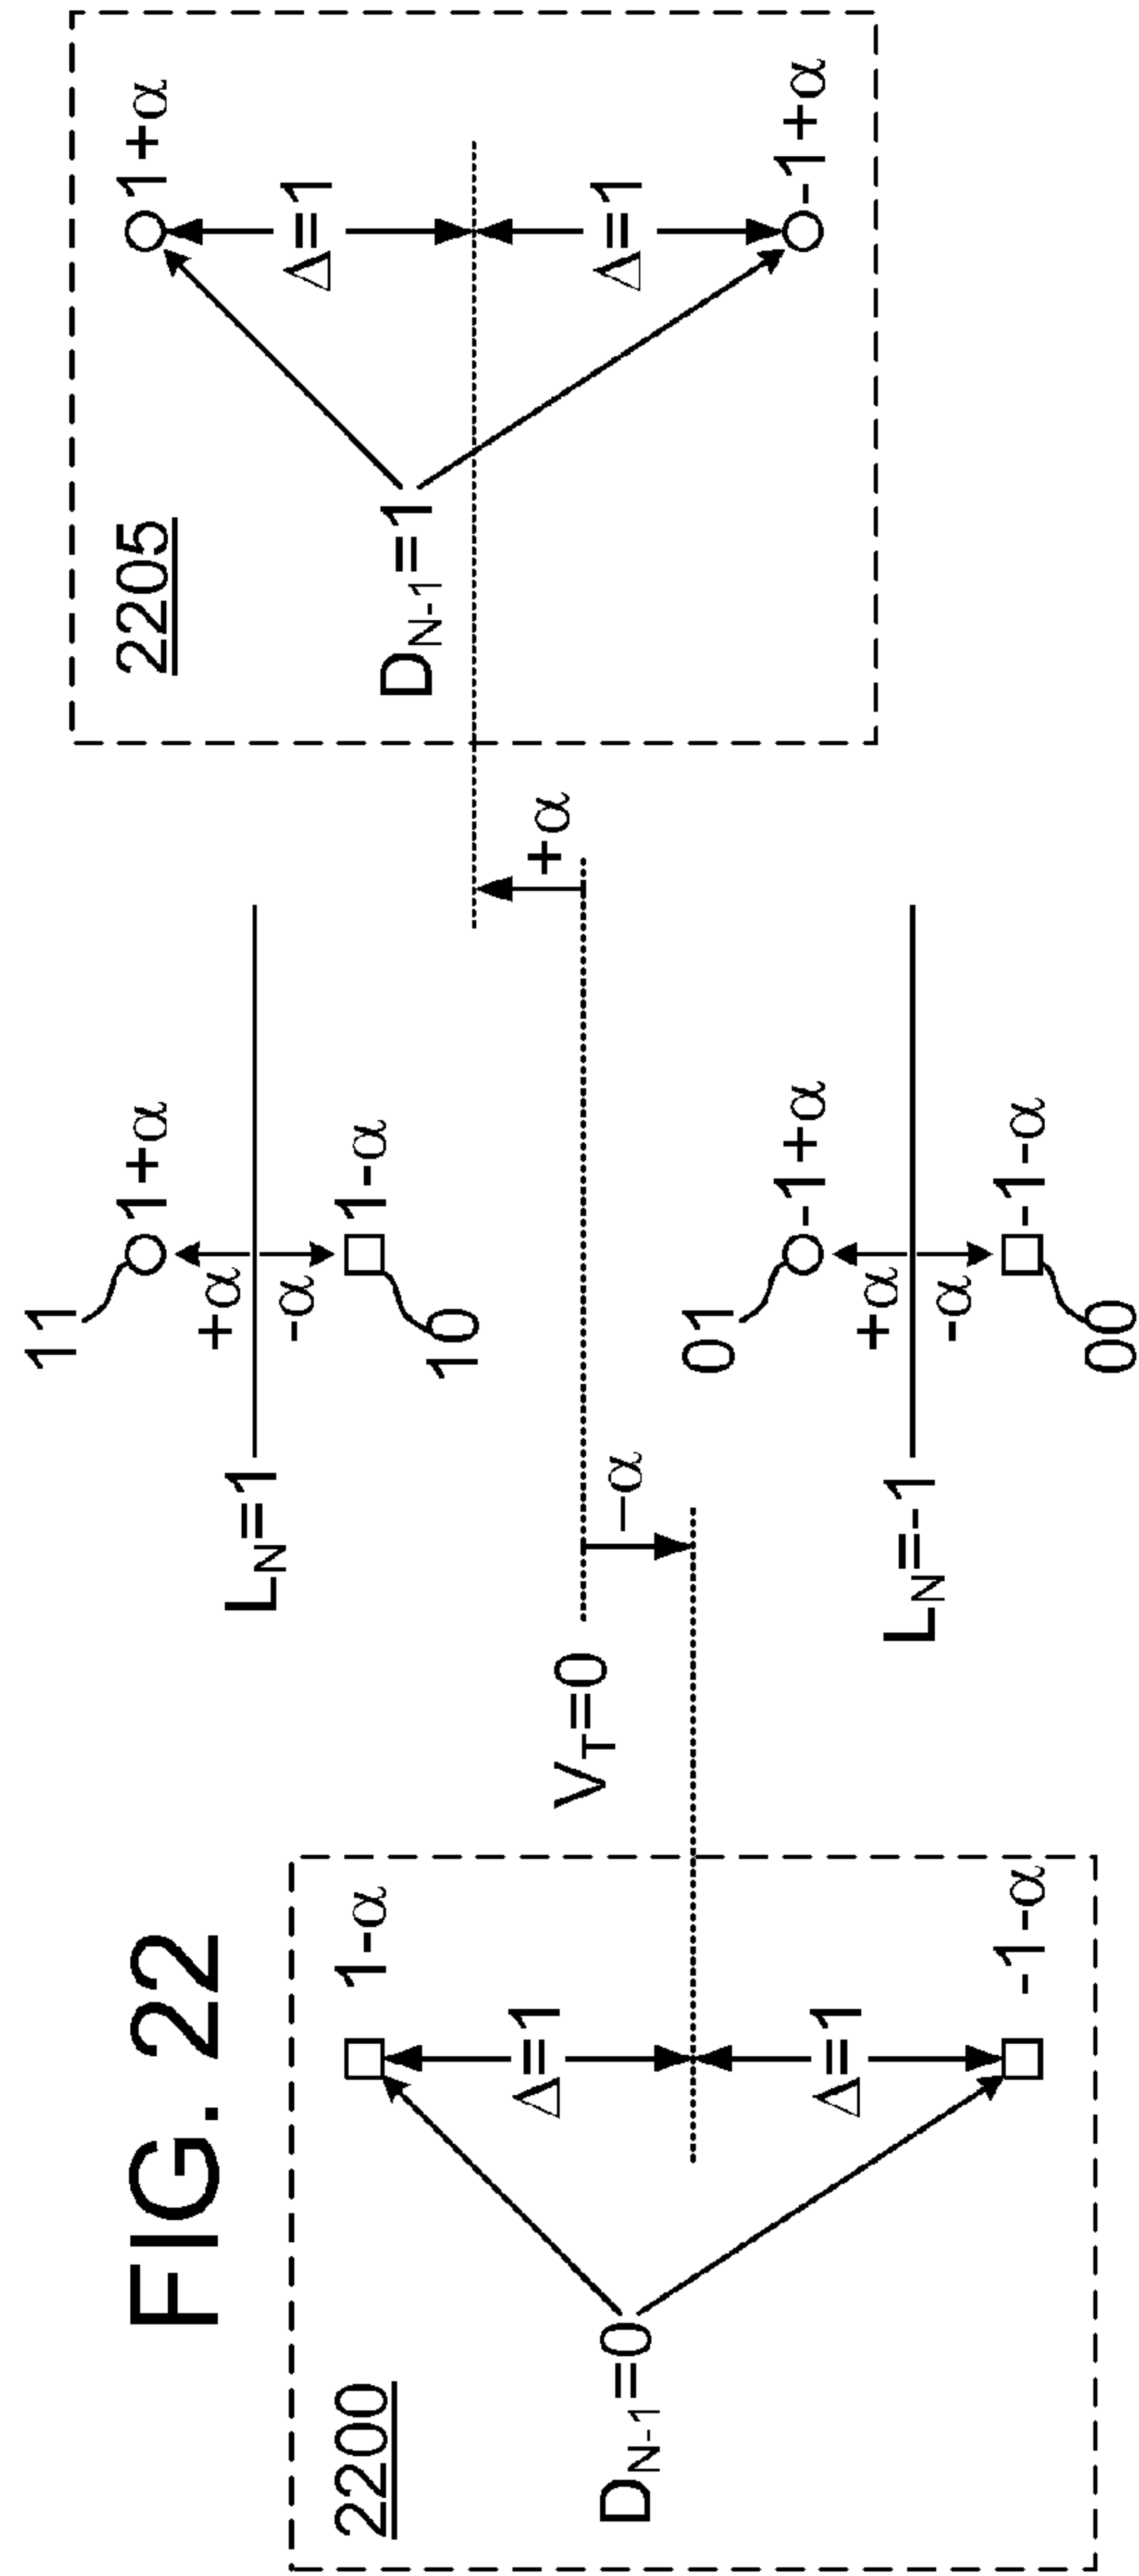 FIG. 22
2200
D_{N-1}=0
1-α
Δ=1
Δ=1
-1-α
V_T=0
-α
L_N=1
11
+α
-α
1+α
1-α
10
L_N=-1
01
+α
-α
-1+α
-1-α
00
+α
2205
D_{N-1}=1
1+α
Δ=1
Δ=1
-1+α